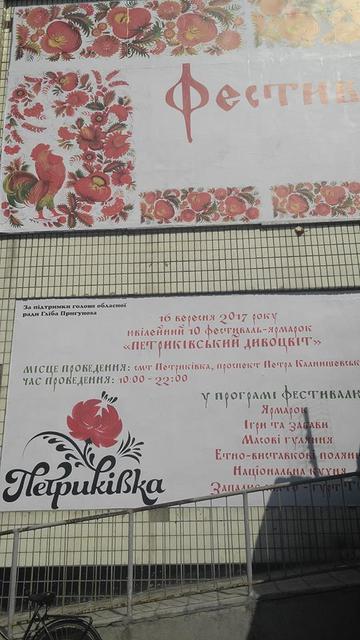 Фестив
За підтримки голови обласної
ради Гліба Пригунова
16 вересня 2017 року
ювілейний 10 фестиваль-ярмарок
«ПЕТРИКІВСЬКИЙ ДИВОЦВІТ»
МІСЦЕ ПРОВЕДЕННЯ: смт Петриківка, проспект Петра Калнишевськ
ЧАС ПРОВЕДЕННЯ: 10:00 - 22:00
У ПРОГРАМІ ФЕСТИВАЛЮ
Ярмарок
Ігри та забави
Масові гуляння
Етно-виставкові
Національна кухня
Петриківка